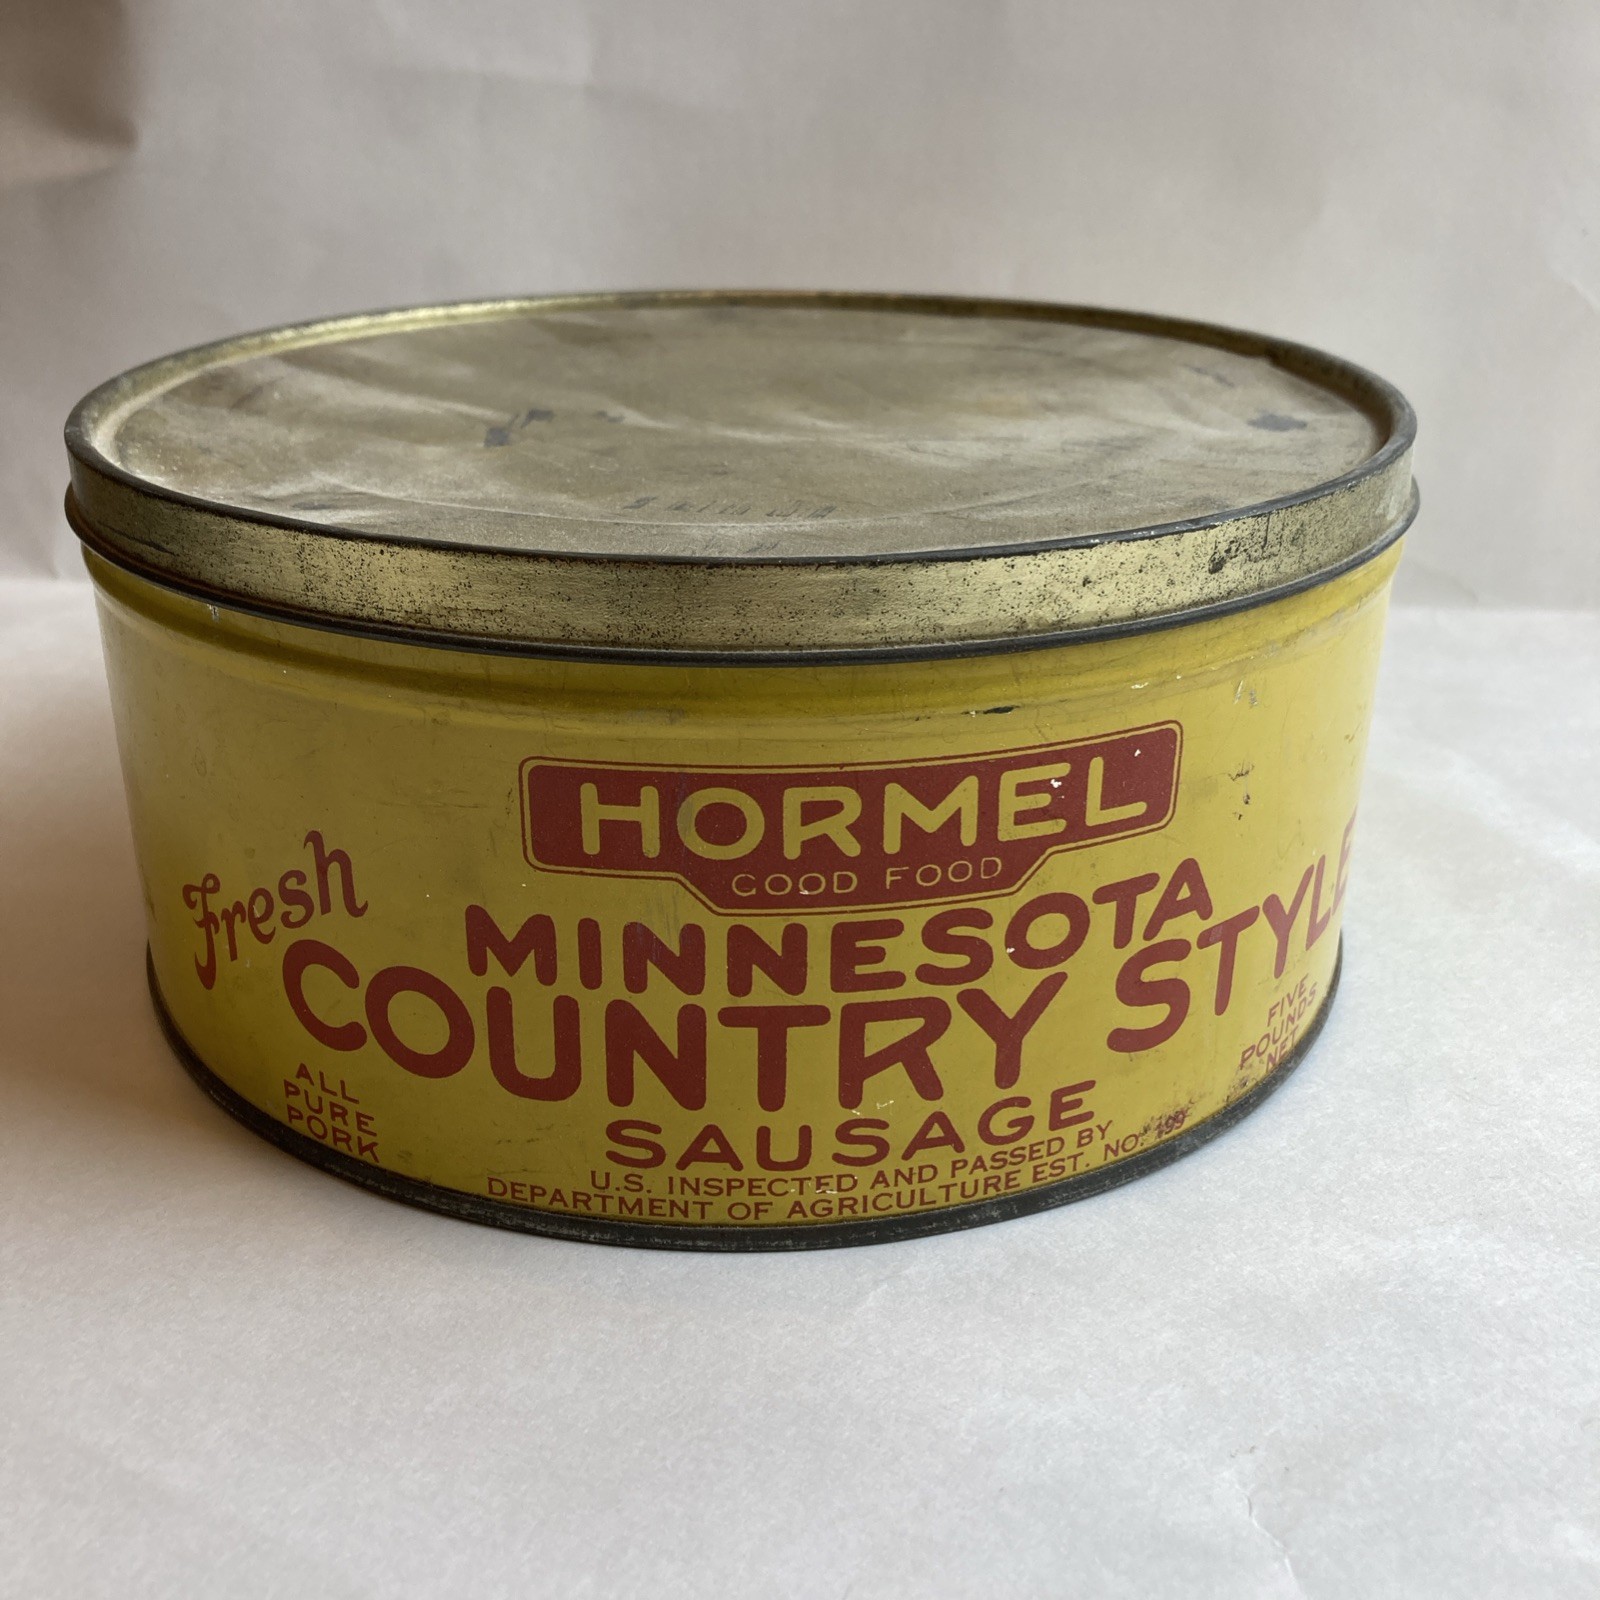 HORMEL
GOOD FOOD
Fresh
MINNESOTA
COUNTRY STYLE
SAUSAGE
ALL
PURE
PORK
FIVE
POUNDS
NET
U.S. INSPECTED AND PASSED BY
DEPARTMENT OF AGRICULTURE EST. NO. 199